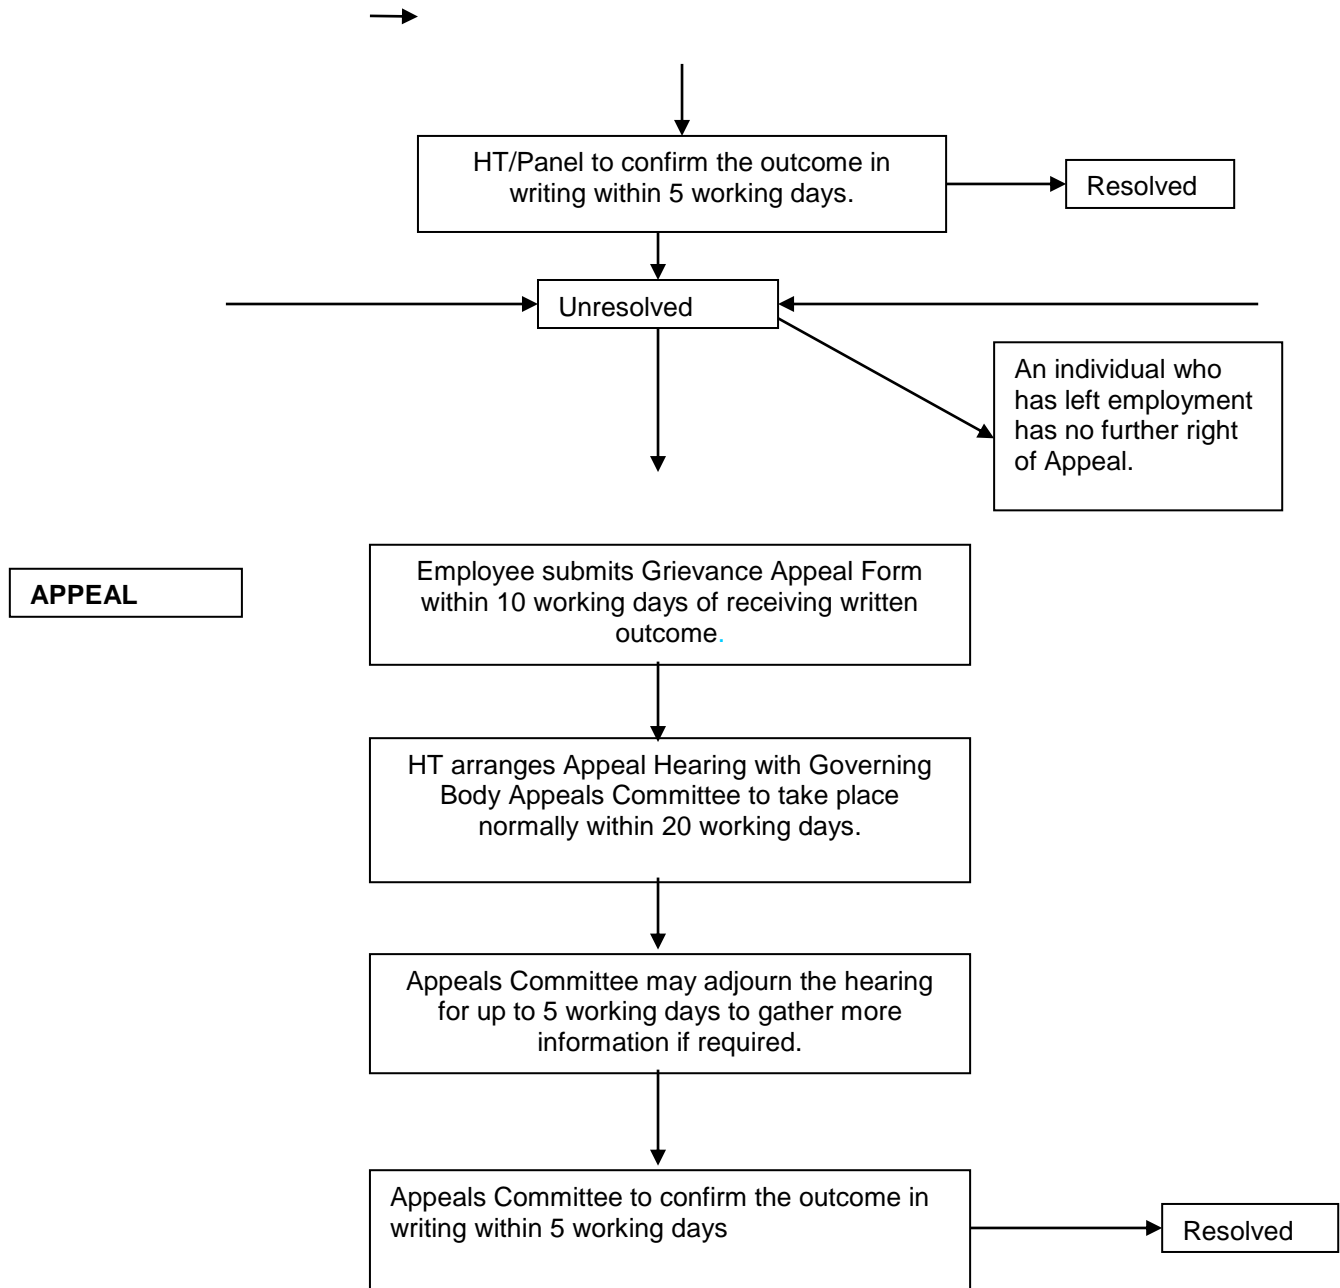 HT/Panel to confirm the outcome in
writing within 5 working days.
Resolved
Unresolved
An individual who
has left employment
has no further right
of Appeal.
APPEAL
Employee submits Grievance Appeal Form
within 10 working days of receiving written
outcome.
HT arranges Appeal Hearing with Governing
Body Appeals Committee to take place
normally within 20 working days.
Appeals Committee may adjourn the hearing
for up to 5 working days to gather more
information if required.
Appeals Committee to confirm the outcome in
writing within 5 working days
Resolved